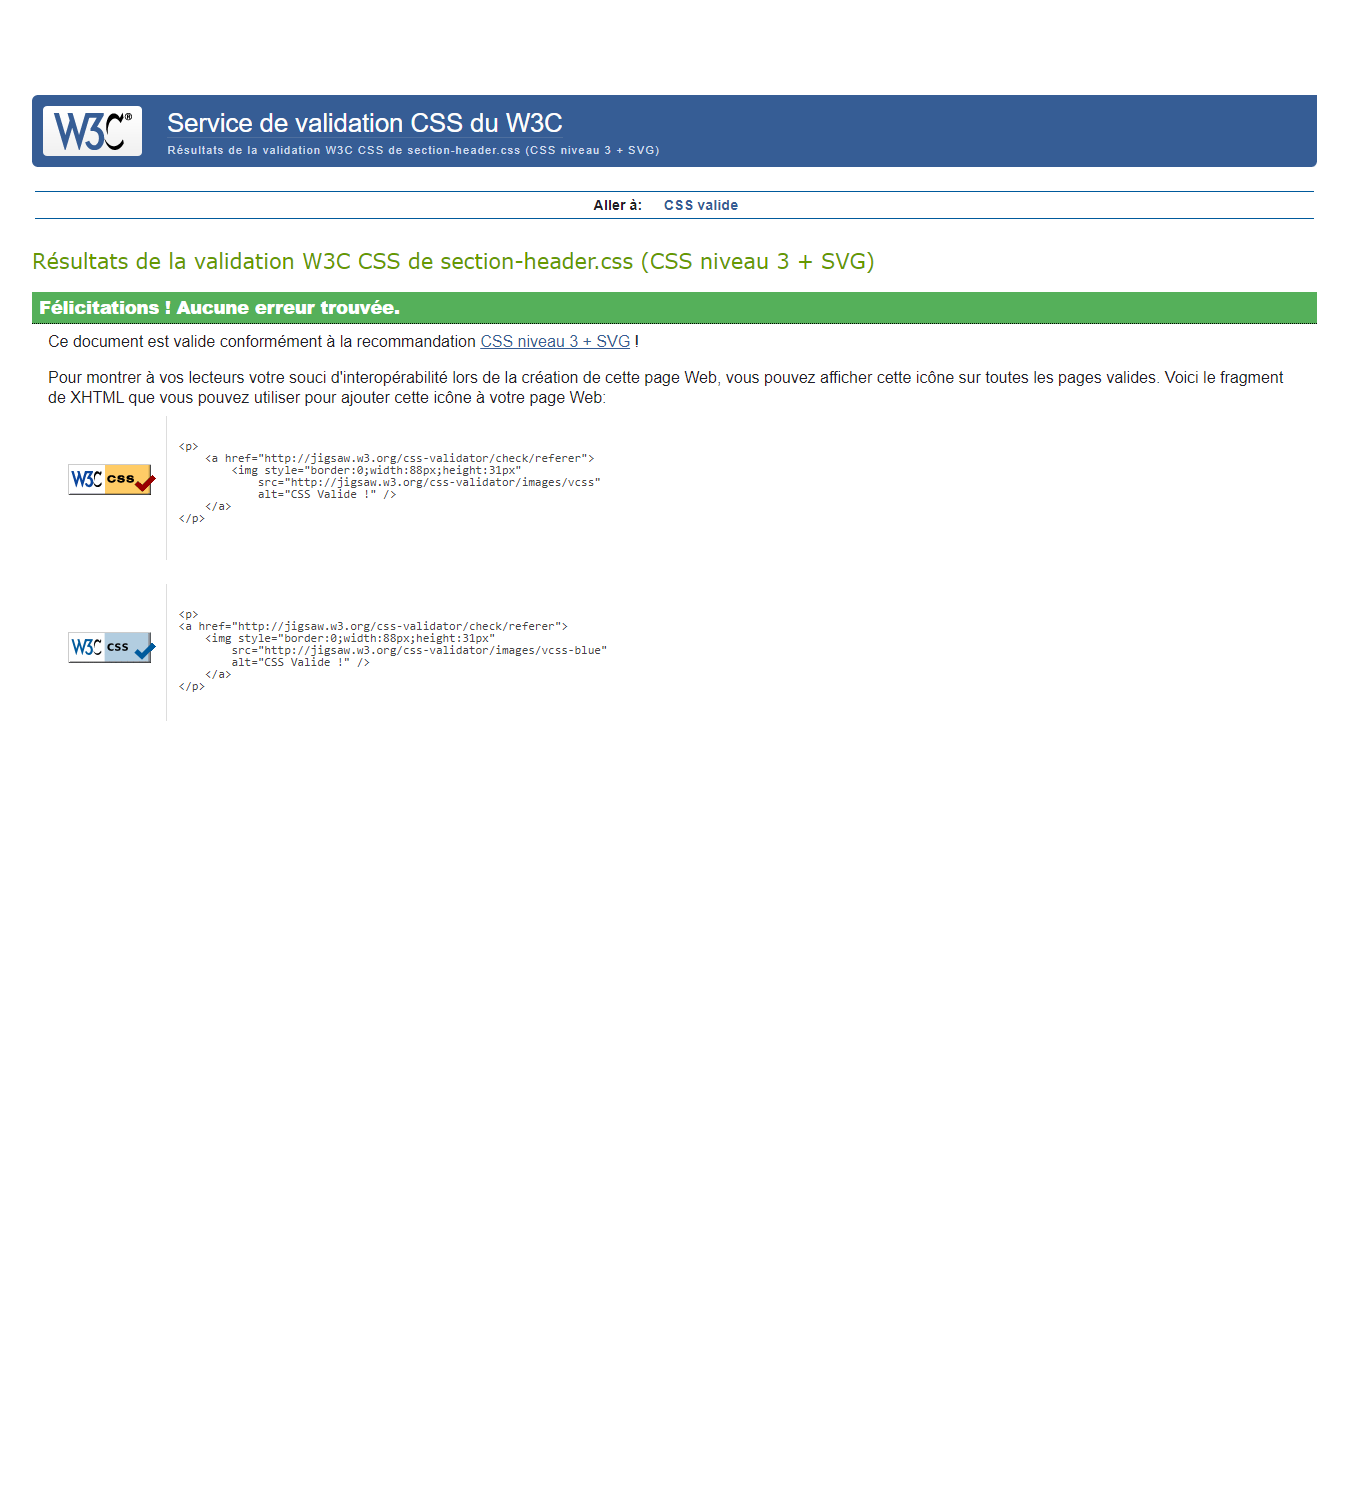 W3C® Service de validation CSS du W3C
Résultats de la validation W3C CSS de section-header.css (CSS niveau 3 + SVG)
Aller à: CSS valide
Résultats de la validation W3C CSS de section-header.css (CSS niveau 3 + SVG)
Félicitations ! Aucune erreur trouvée.
Ce document est valide conformément à la recommandation CSS niveau 3 + SVG !
Pour montrer à vos lecteurs votre souci d'interopérabilité lors de la création de cette page Web, vous pouvez afficher cette icône sur toutes les pages valides. Voici le fragment
de XHTML que vous pouvez utiliser pour ajouter cette icône à votre page Web:
W3C CSS
<p>
    <a href="http://jigsaw.w3.org/css-validator/check/referer">
        <img style="border:0;width:88px;height:31px"
            src="http://jigsaw.w3.org/css-validator/images/vcss"
            alt="CSS Valide !" />
    </a>
</p>
W3C CSS
<p>
<a href="http://jigsaw.w3.org/css-validator/check/referer">
    <img style="border:0;width:88px;height:31px"
        src="http://jigsaw.w3.org/css-validator/images/vcss-blue"
        alt="CSS Valide !" />
    </a>
</p>